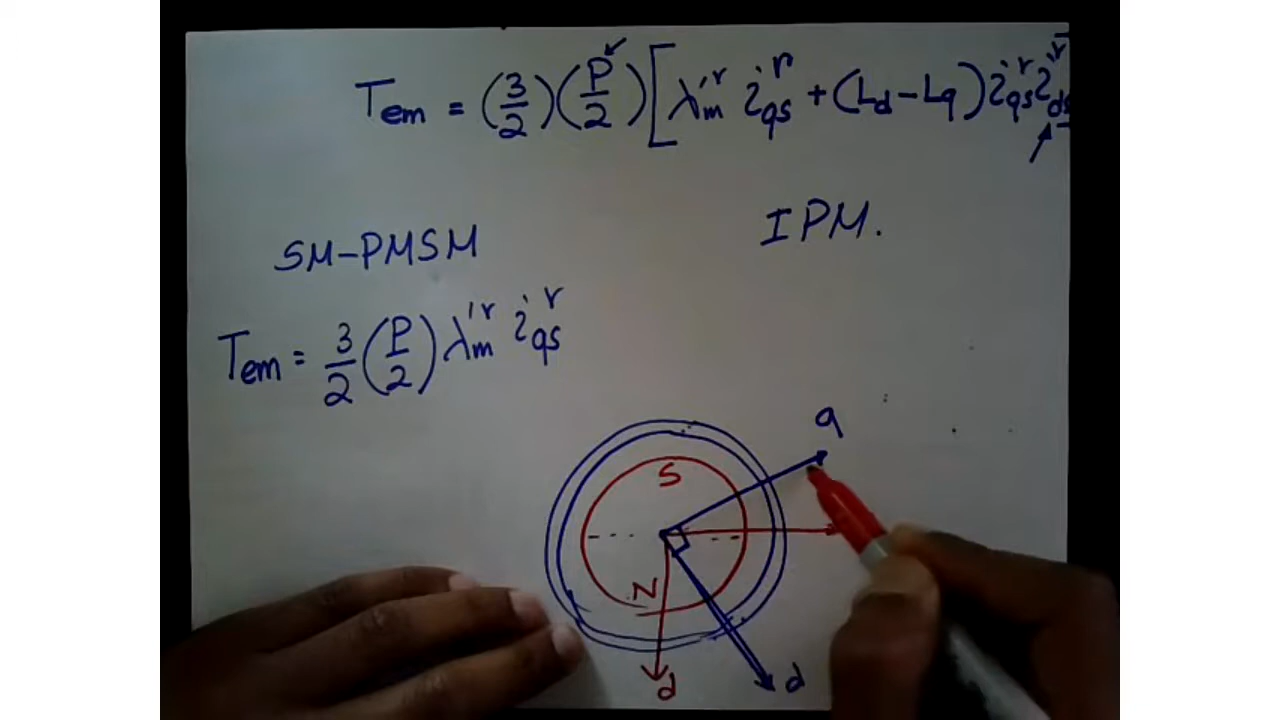 Tem = (3/2)(P/2)[λ'ʳm iʳqs + (Ld - Lq) iʳqs iʳds
SM-PMSM
IPM.
Tem = 3/2 (P/2) λ'ʳm iʳqs
q
S
N
d
d